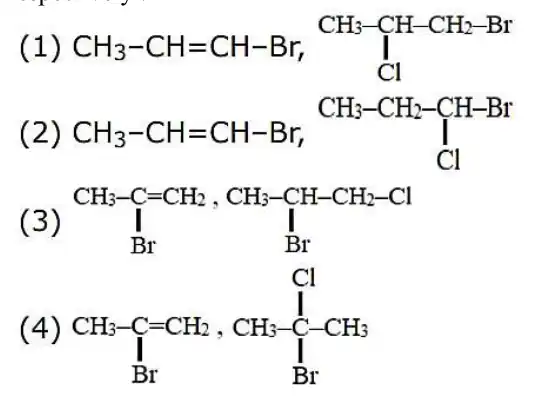 (1) CH3–CH=CH–Br, CH3–CH–CH2–Br
Cl
(2) CH3–CH=CH–Br, CH3–CH2–CH–Br
Cl
(3) CH3–C=CH2 , CH3–CH–CH2–Cl
Br Br
Cl
(4) CH3–C=CH2 , CH3–C–CH3
Br Br